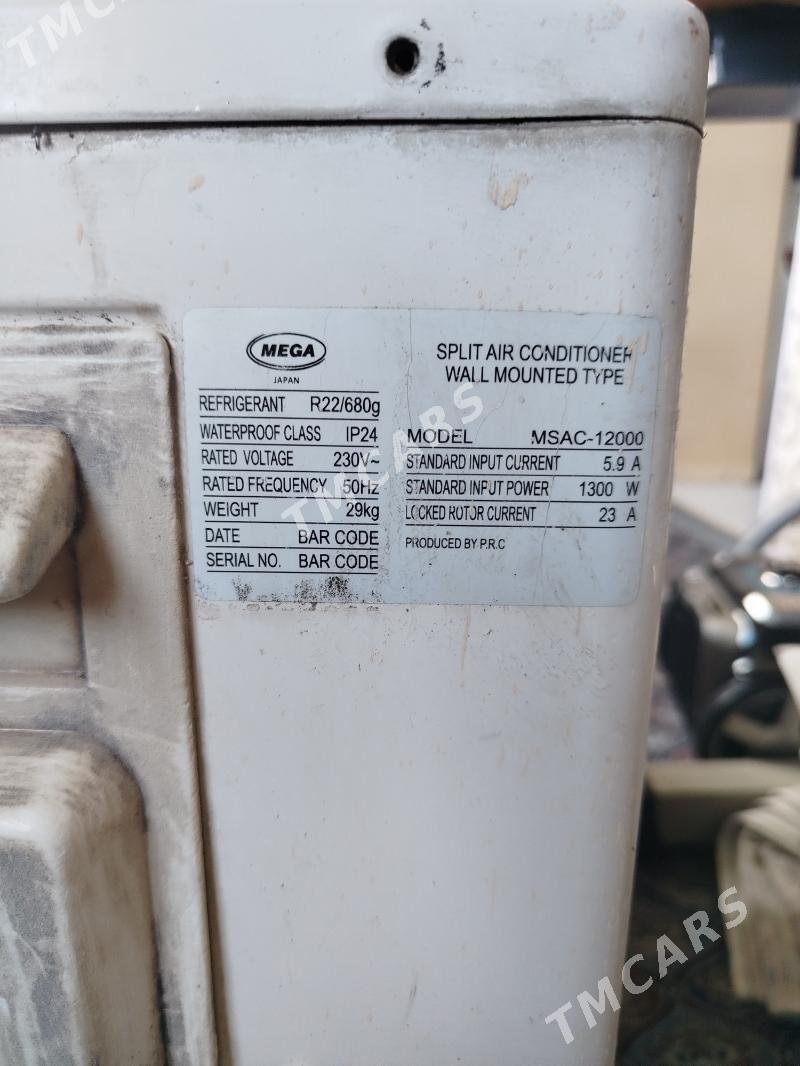 MEGA
JAPAN
REFRIGERANT R22/680g
WATERPROOF CLASS IP24
RATED VOLTAGE 230V~
RATED FREQUENCY 50HZ
WEIGHT 29kg
DATE BAR CODE
SERIAL NO. BAR CODE
SPLIT AIR CONDITIONER
WALL MOUNTED TYPE
MODEL MSAC-12000
STANDARD INPUT CURRENT 5.9 A
STANDARD INPUT POWER 1300 W
LOCKED ROTOR CURRENT 23 A
PRODUCED BY P.R.C
TMCARS
TMCARS
TMCARS